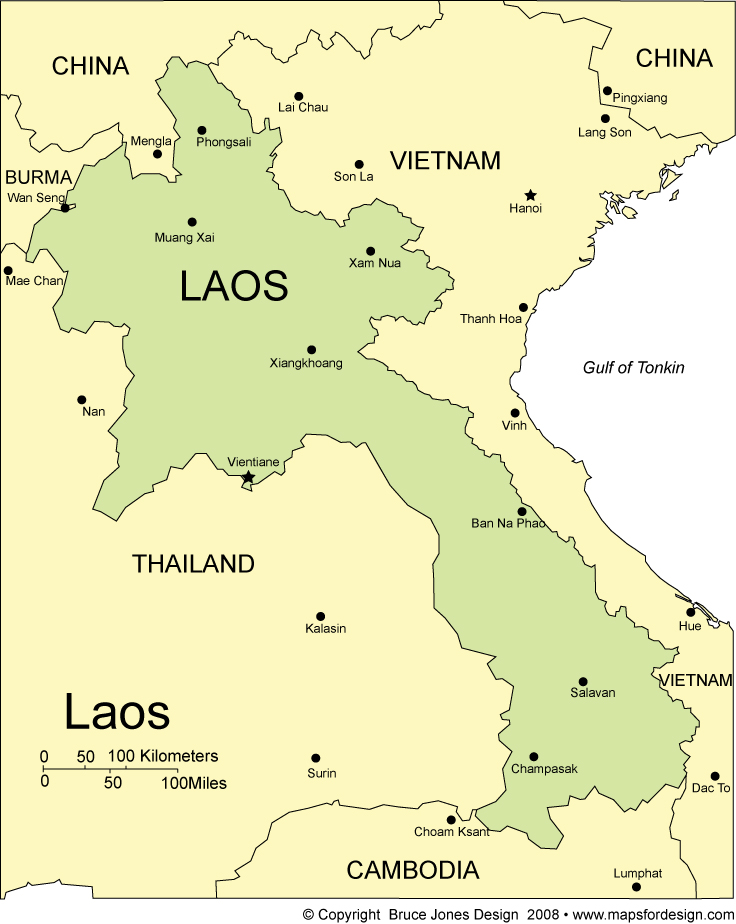 CHINA
CHINA
Lai Chau
Pingxiang
Lang Son
Mengla
Phongsali
VIETNAM
Son La
BURMA
Wan Seng
Hanoi
Muang Xai
Xam Nua
Mae Chan
LAOS
Thanh Hoa
Xiangkhoang
Gulf of Tonkin
Nan
Vinh
Vientiane
Ban Na Phao
THAILAND
Kalasin
Hue
VIETNAM
Salavan
Laos
0 50 100 Kilometers
0 50 100Miles
Surin
Champasak
Dac To
Choam Ksant
CAMBODIA
Lumphat
© Copyright Bruce Jones Design 2008 • www.mapsfordesign.com